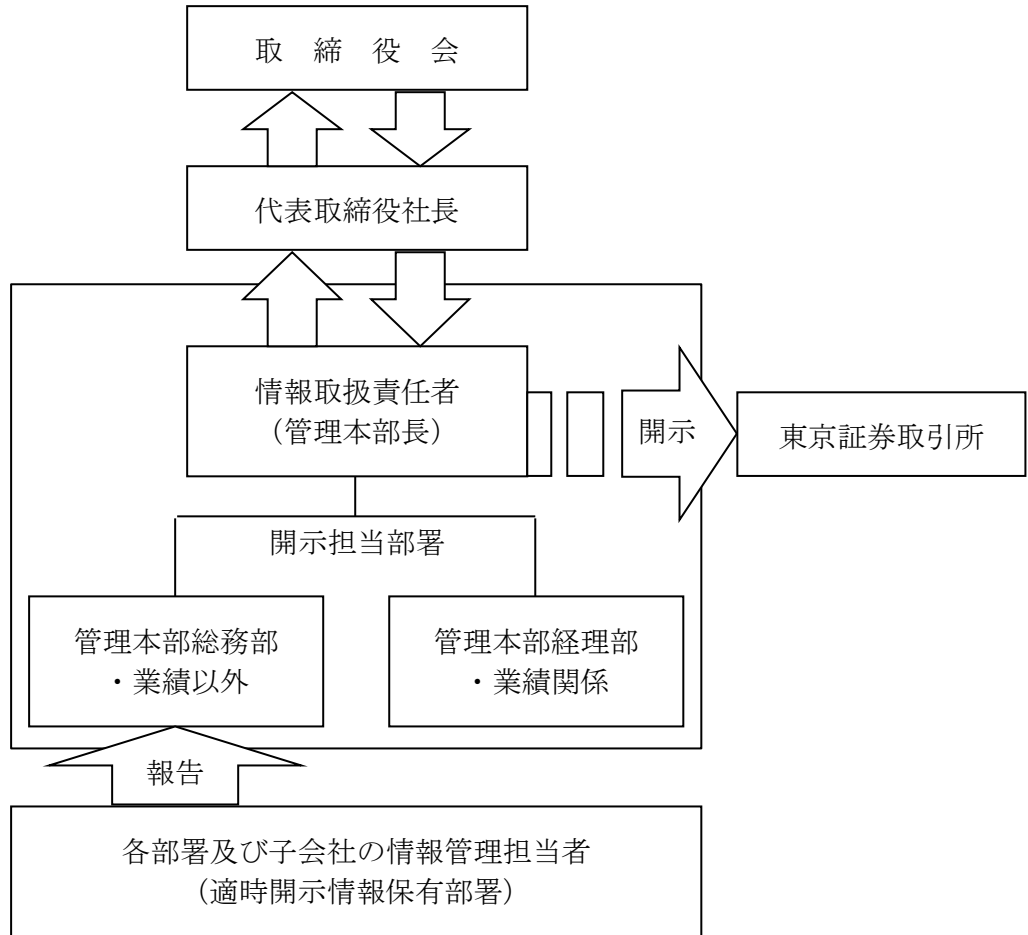 取　締　役　会
代表取締役社長
情報取扱責任者
（管理本部長）
開示
東京証券取引所
開示担当部署
管理本部総務部
・業績以外
管理本部経理部
・業績関係
報告
各部署及び子会社の情報管理担当者
（適時開示情報保有部署）